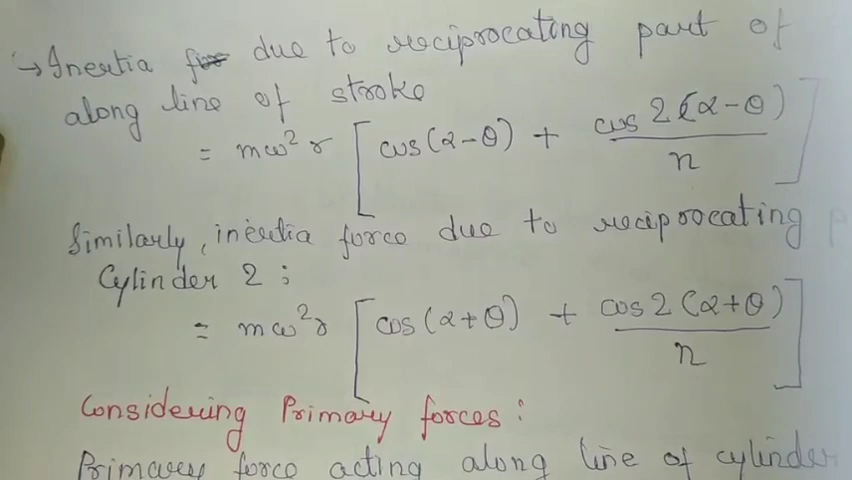 → Inertia due to reciprocating part of
along line of stroke
= mω²r [cos(α-θ) + cos 2(α-θ)/n]
Similarly, inertia force due to reciprocating
Cylinder 2 :
= mω²r [cos(α+θ) + cos 2(α+θ)/n]
Considering Primary forces :
Primary force acting along line of cylinder